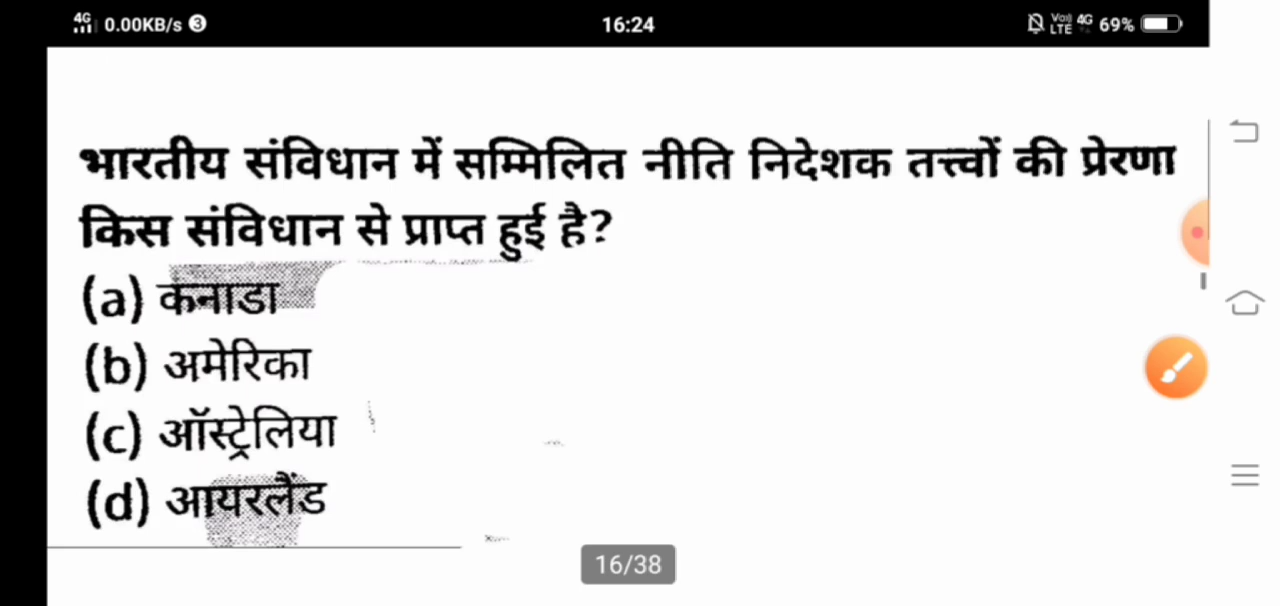 4G 0.00KB/s 3 16:24 Vo) LTE 4G 69%
भारतीय संविधान में सम्मिलित नीति निदेशक तत्त्वों की प्रेरणा
किस संविधान से प्राप्त हुई है?
(a) कनाडा
(b) अमेरिका
(c) ऑस्ट्रेलिया
(d) आयरलैंड
16/38